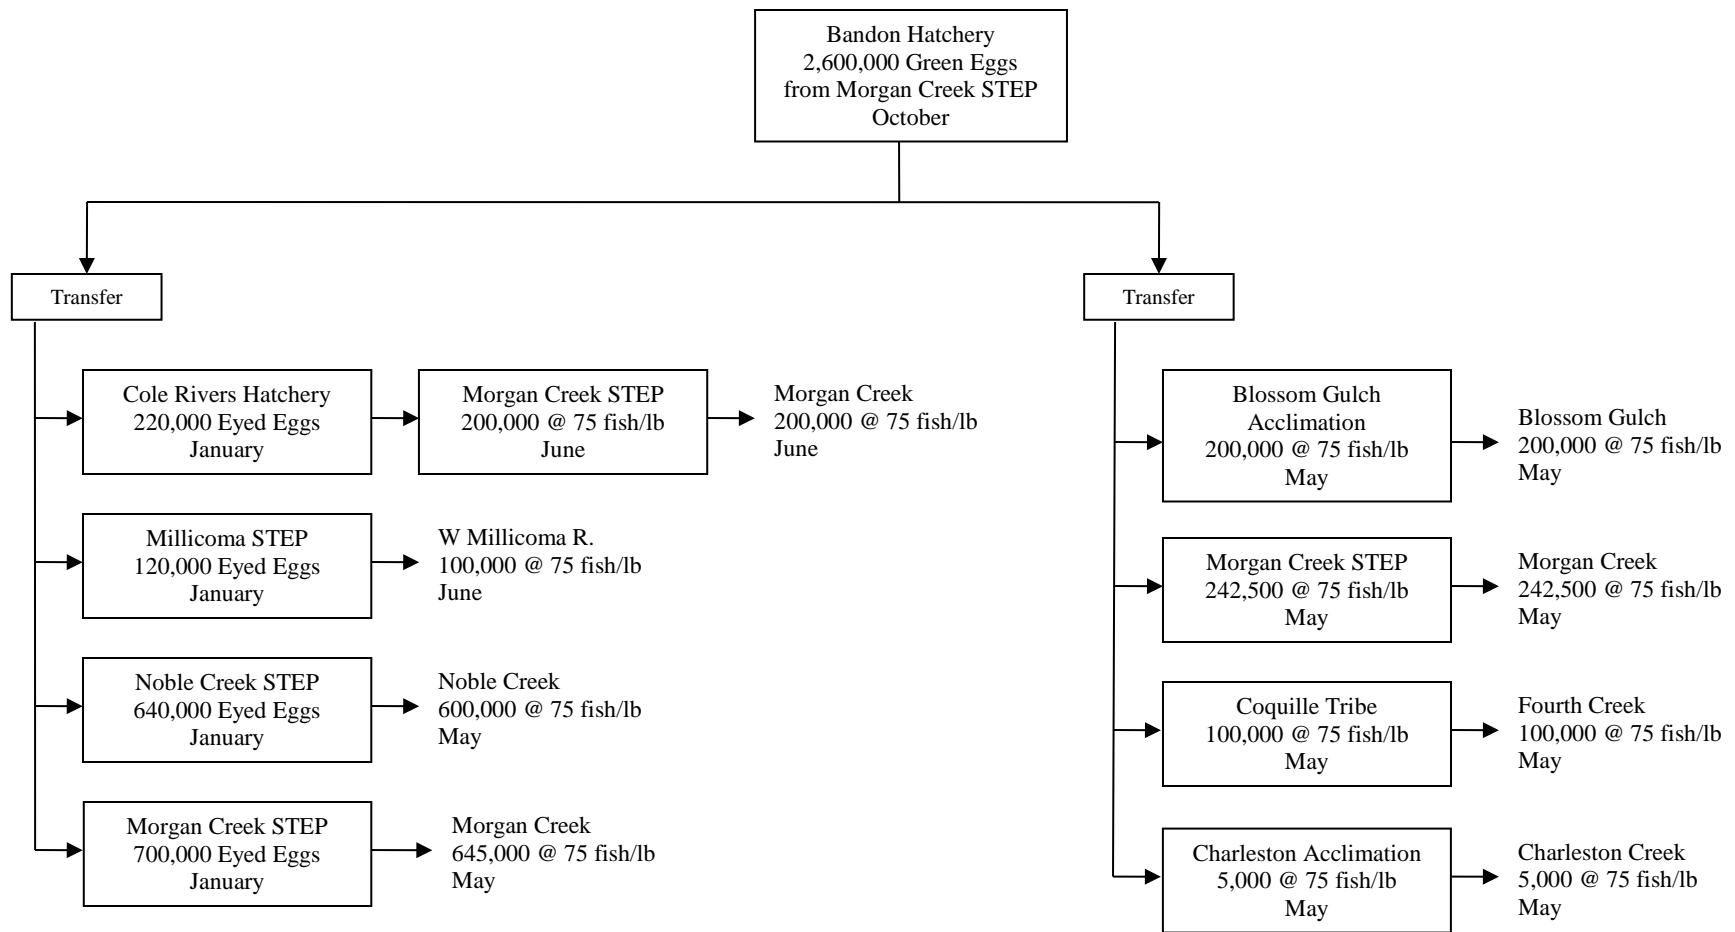 Bandon Hatchery
2,600,000 Green Eggs
from Morgan Creek STEP
October
Transfer
Cole Rivers Hatchery
220,000 Eyed Eggs
January
Morgan Creek STEP
200,000 @ 75 fish/lb
June
Morgan Creek
200,000 @ 75 fish/lb
June
Millicoma STEP
120,000 Eyed Eggs
January
W Millicoma R.
100,000 @ 75 fish/lb
June
Noble Creek STEP
640,000 Eyed Eggs
January
Noble Creek
600,000 @ 75 fish/lb
May
Morgan Creek STEP
700,000 Eyed Eggs
January
Morgan Creek
645,000 @ 75 fish/lb
May
Transfer
Blossom Gulch
Acclimation
200,000 @ 75 fish/lb
May
Blossom Gulch
200,000 @ 75 fish/lb
May
Morgan Creek STEP
242,500 @ 75 fish/lb
May
Morgan Creek
242,500 @ 75 fish/lb
May
Coquille Tribe
100,000 @ 75 fish/lb
May
Fourth Creek
100,000 @ 75 fish/lb
May
Charleston Acclimation
5,000 @ 75 fish/lb
May
Charleston Creek
5,000 @ 75 fish/lb
May